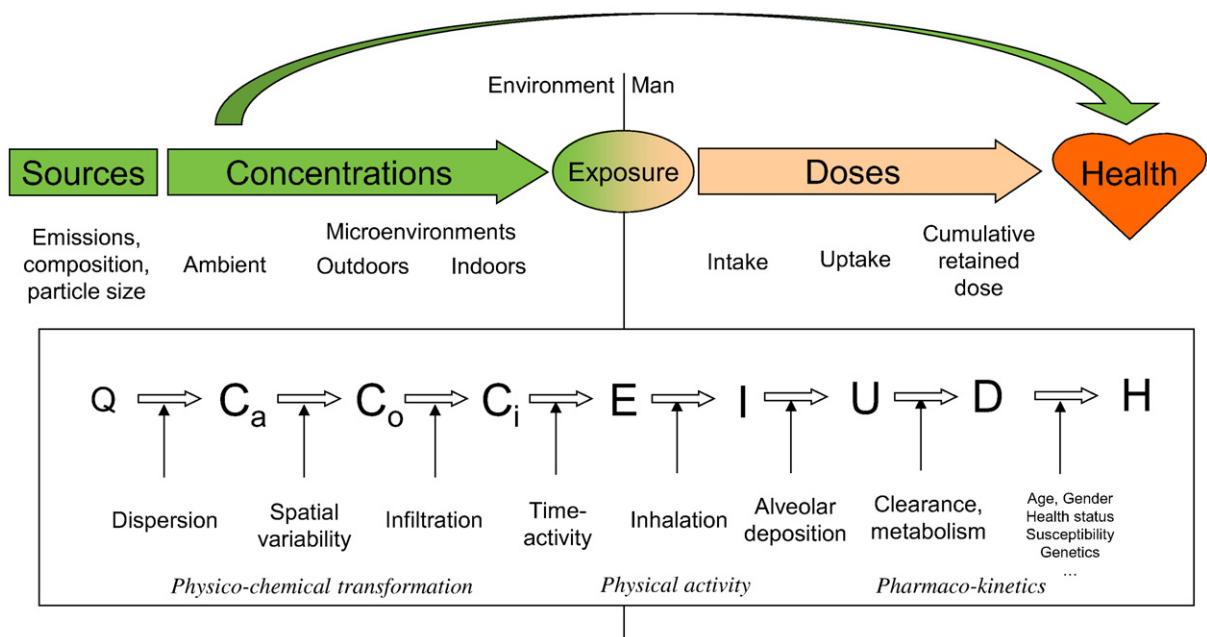 Environment Man
Sources
Concentrations
Exposure
Doses
Health
Emissions,
composition,
particle size
Ambient
Microenvironments
Outdoors Indoors
Intake
Uptake
Cumulative
retained
dose
Q Ca Co Ci E I U D H
Dispersion
Spatial
variability
Infiltration
Time-
activity
Inhalation
Alveolar
deposition
Clearance,
metabolism
Age, Gender
Health status
Susceptibility
Genetics
...
Physico-chemical transformation
Physical activity
Pharmaco-kinetics